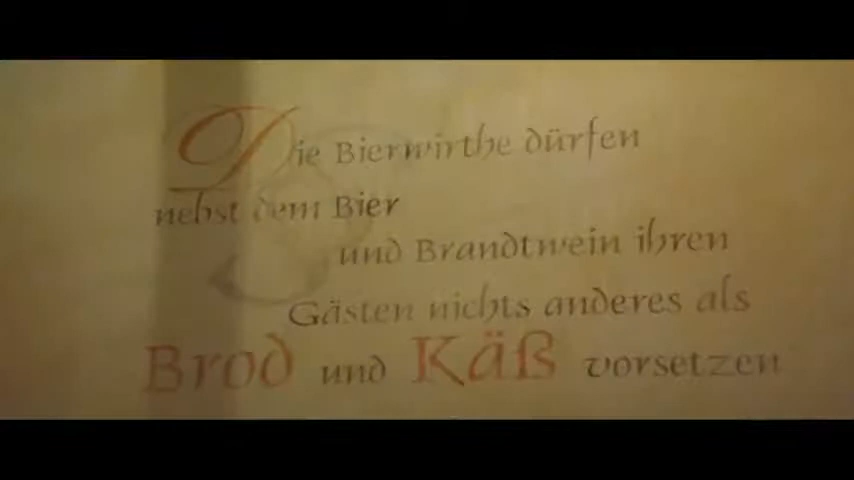 Die Bierwirthe dürfen
nebst dem Bier
und Brandtwein ihren
Gästen nichts anderes als
Brod und Käß vorsetzen